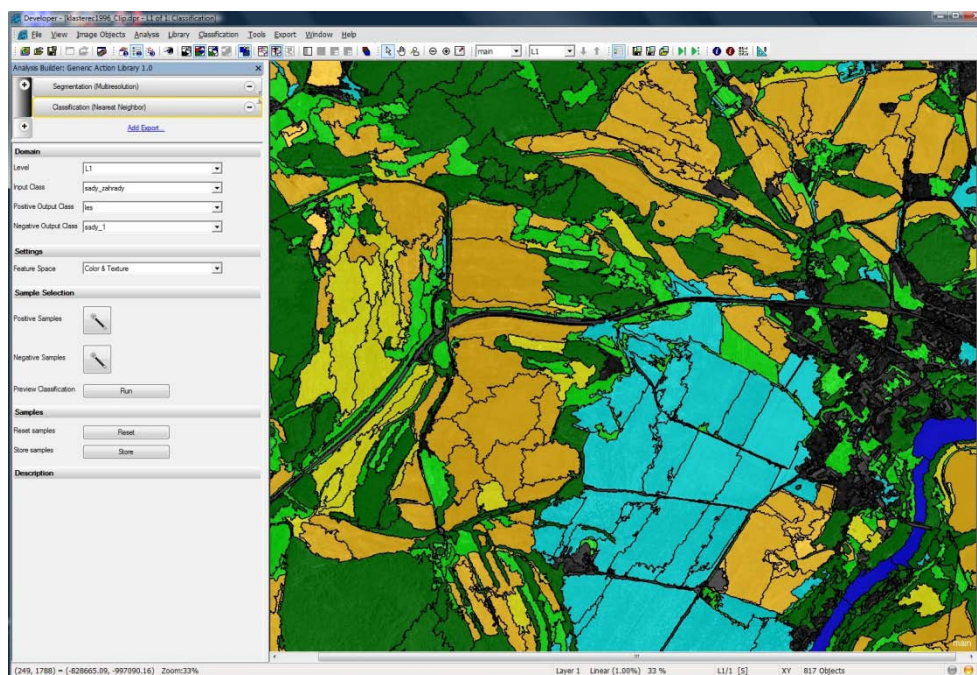 Developer - [klasterec1996_Clip.dpr - L1 of 1: Classification]
File View Image Objects Analysis Library Classification Tools Export Window Help
main L1
Analysis Builder: Generic Action Library 1.0
Segmentation (Multiresolution)
Classification (Nearest Neighbor)
Add Export...
Domain
Level L1
Input Class sady_zahrady
Positive Output Class les
Negative Output Class sady_1
Settings
Feature Space Color & Texture
Sample Selection
Positive Samples
Negative Samples
Preview Classification Run
Samples
Reset samples Reset
Store samples Store
Description
main
(249, 1788) = (-828665.09, -997090.16) Zoom:33% Layer 1 Linear (1.00%) 33 % L1/1 [S] XY 817 Objects